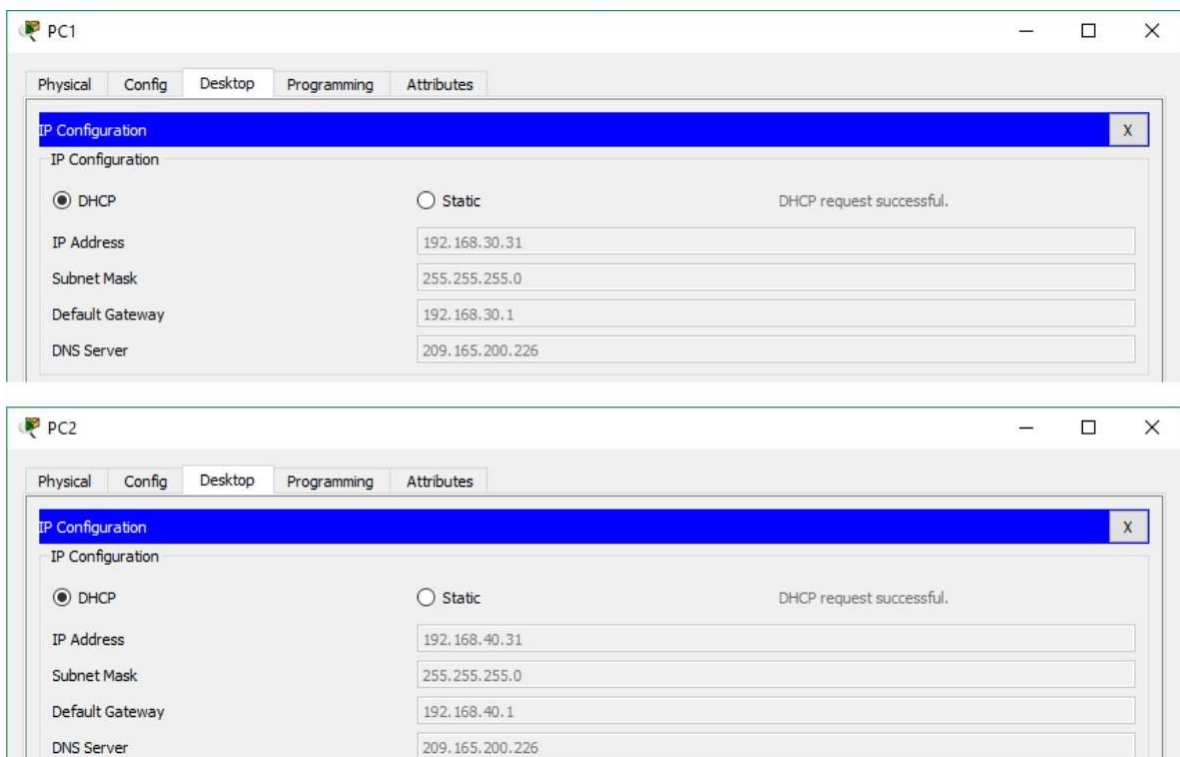 PC1
Physical Config Desktop Programming Attributes
IP Configuration X
IP Configuration
DHCP Static DHCP request successful.
IP Address 192.168.30.31
Subnet Mask 255.255.255.0
Default Gateway 192.168.30.1
DNS Server 209.165.200.226
PC2
Physical Config Desktop Programming Attributes
IP Configuration X
IP Configuration
DHCP Static DHCP request successful.
IP Address 192.168.40.31
Subnet Mask 255.255.255.0
Default Gateway 192.168.40.1
DNS Server 209.165.200.226